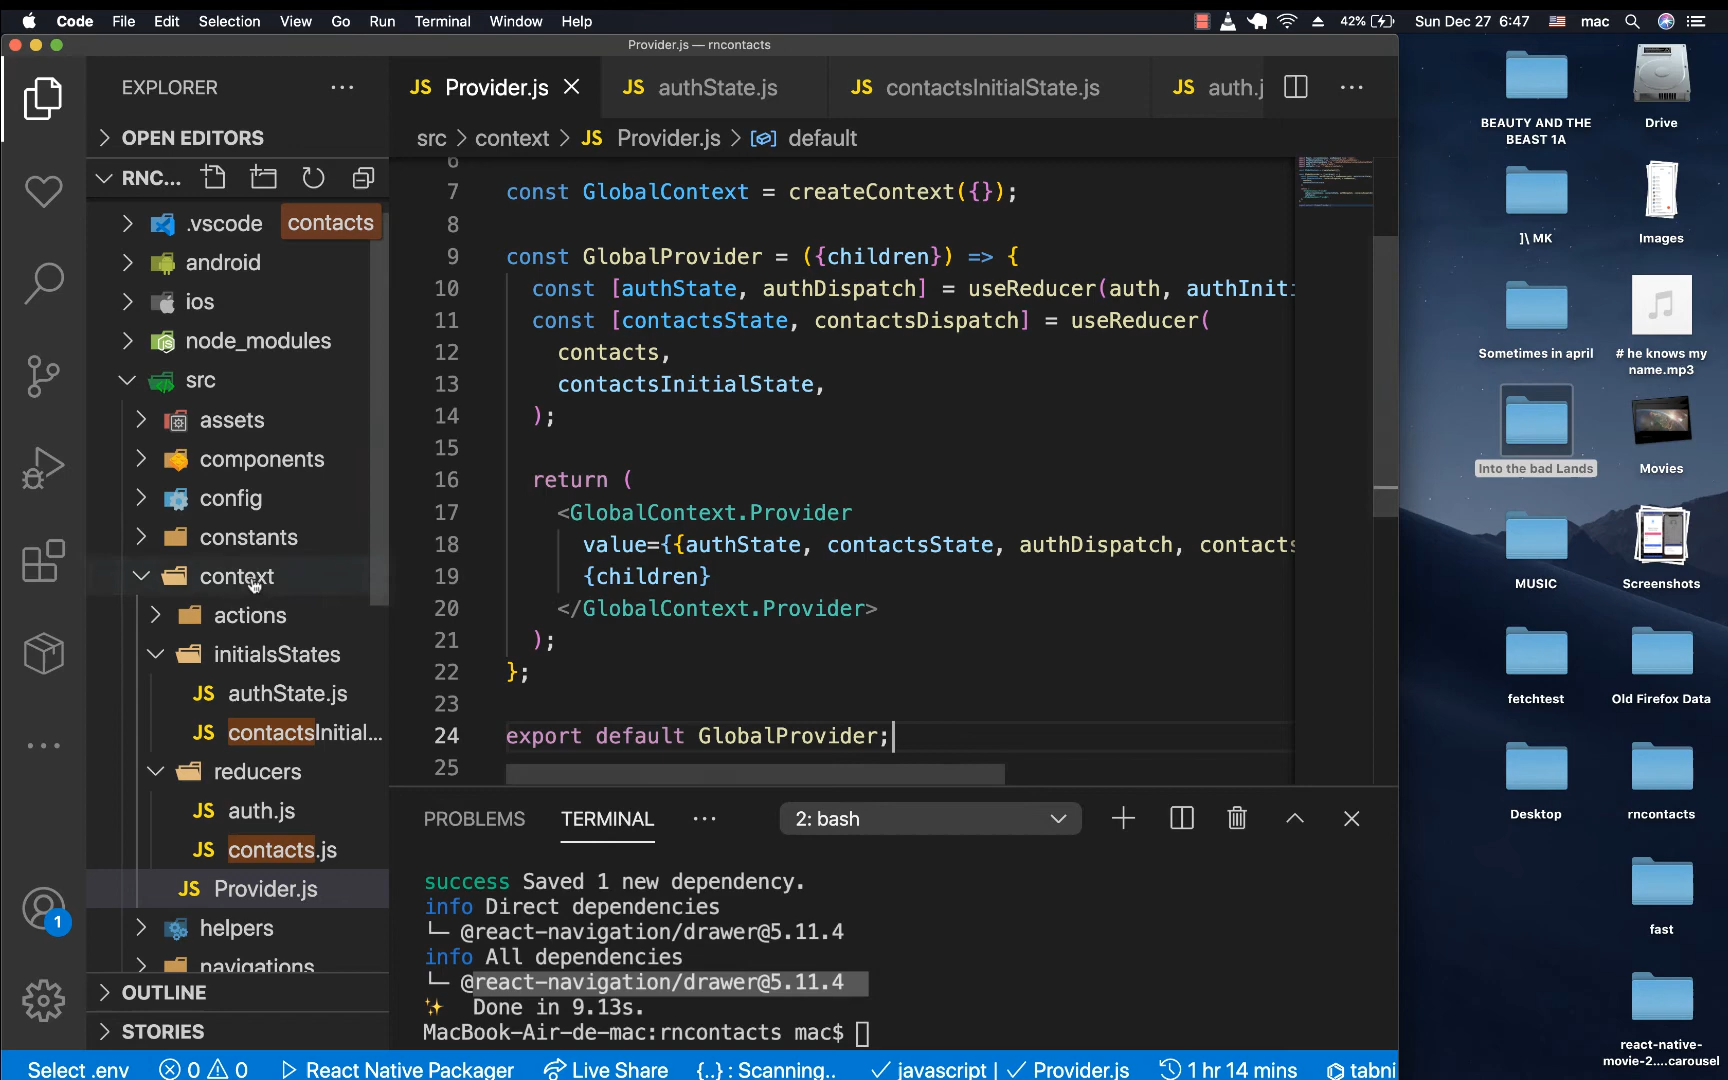 Code File Edit Selection View Go Run Terminal Window Help
42% Sun Dec 27 6:47 mac
Provider.js — rncontacts
EXPLORER
OPEN EDITORS
RNC...
.vscode contacts
android
ios
node_modules
src
assets
components
config
constants
context
actions
initialsStates
JS authState.js
JS contactsInitial...
reducers
JS auth.js
JS contacts.js
JS Provider.js
helpers
navigations
OUTLINE
STORIES
1
JS Provider.js
JS authState.js
JS contactsInitialState.js
JS auth.j
src > context > JS Provider.js > default
6
7 const GlobalContext = createContext({});
8
9 const GlobalProvider = ({children}) => {
10 const [authState, authDispatch] = useReducer(auth, authIniti
11 const [contactsState, contactsDispatch] = useReducer(
12 contacts,
13 contactsInitialState,
14 );
15
16 return (
17 <GlobalContext.Provider
18 value={{authState, contactsState, authDispatch, contacts
19 {children}
20 </GlobalContext.Provider>
21 );
22 };
23
24 export default GlobalProvider;
25
PROBLEMS TERMINAL ... 2: bash
success Saved 1 new dependency.
info Direct dependencies
└─ @react-navigation/drawer@5.11.4
info All dependencies
└─ @react-navigation/drawer@5.11.4
✨ Done in 9.13s.
MacBook-Air-de-mac:rncontacts mac$
Select .env 0 0 React Native Packager Live Share {..} : Scanning.. javascript | Provider.js 1 hr 14 mins tabni
BEAUTY AND THE
BEAST 1A
Drive
]\ MK
Images
Sometimes in april
# he knows my
name.mp3
Into the bad Lands
Movies
MUSIC
Screenshots
fetchtest
Old Firefox Data
Desktop
rncontacts
fast
react-native-
movie-2....carousel